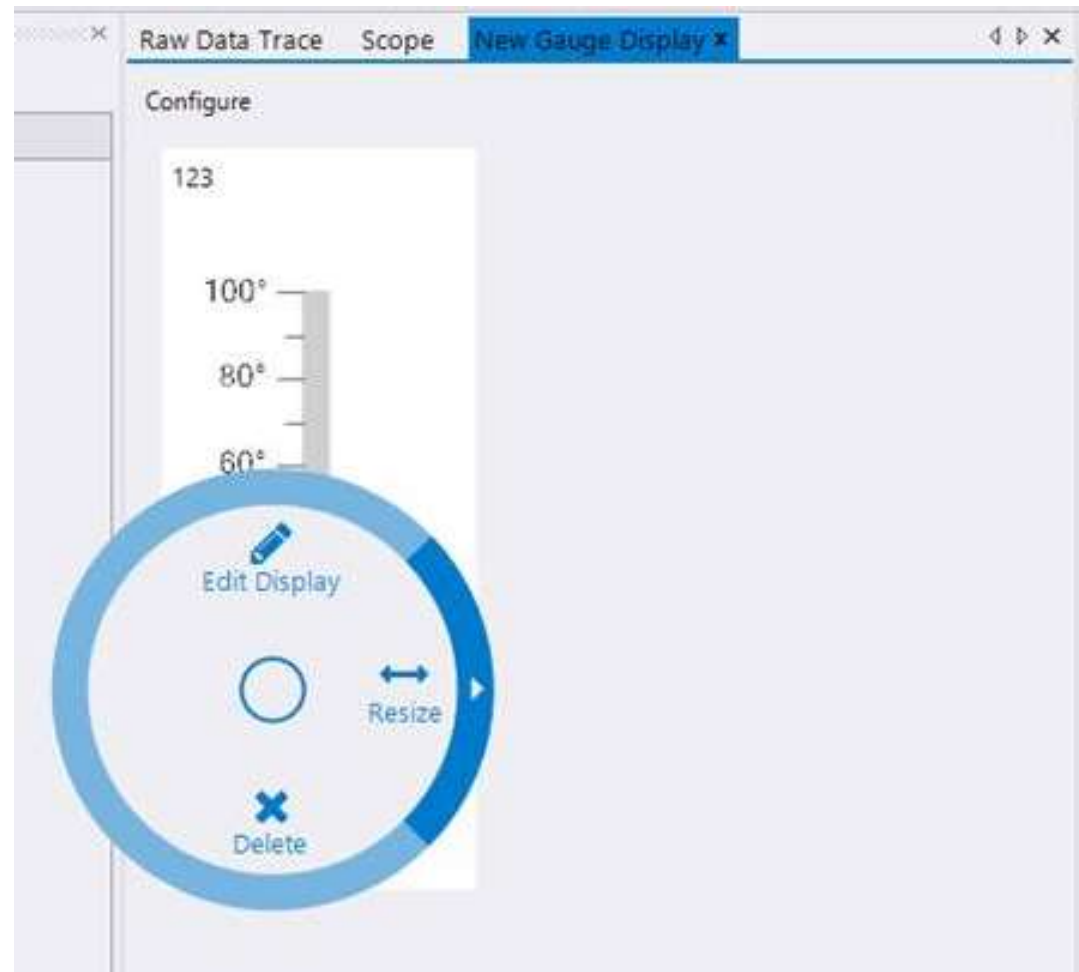 Raw Data Trace Scope New Gauge Display
Configure
123
100°
80°
60°
Edit Display
Resize
Delete